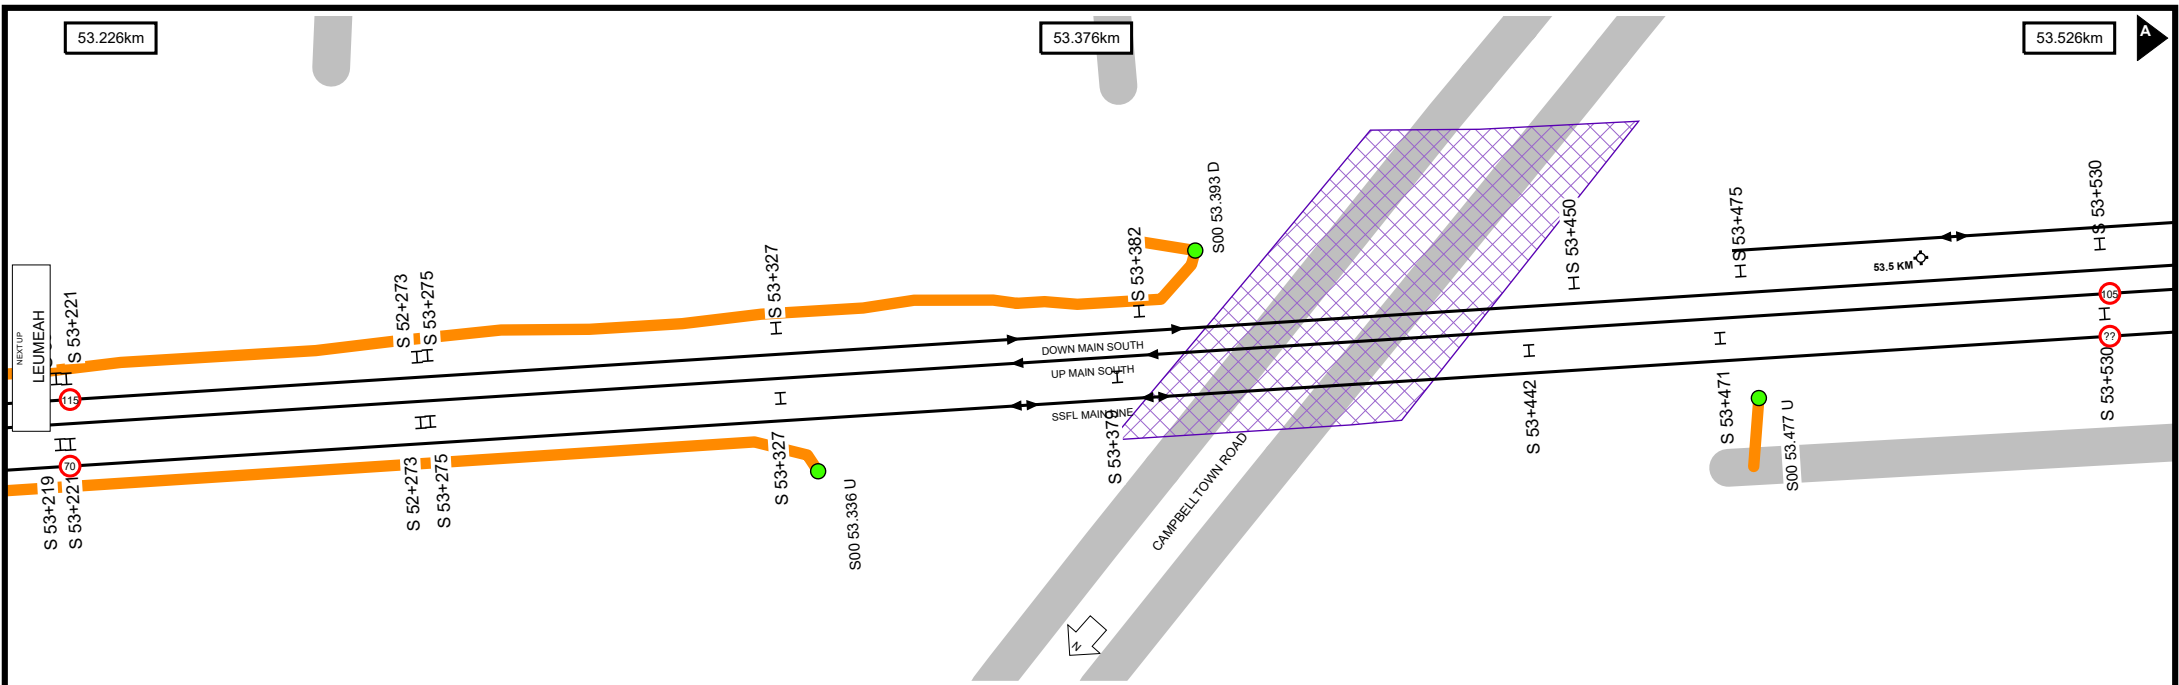 53.226km
53.376km
53.526km
A
NEXT UP
LEUMEAH
S 53+221
S 52+273
S 53+275
S 53+327
S 53+382
S00 53.393 D
S 53+450
S 53+475
S 53+530
53.5 KM
DOWN MAIN SOUTH
UP MAIN SOUTH
SSFL MAIN LINE
115
70
105
??
S 53+219
S 53+221
S 52+273
S 53+275
S 53+327
S00 53.336 U
S 53+379
CAMPBELLTOWN ROAD
S 53+442
S 53+471
S00 53.477 U
S 53+530
N